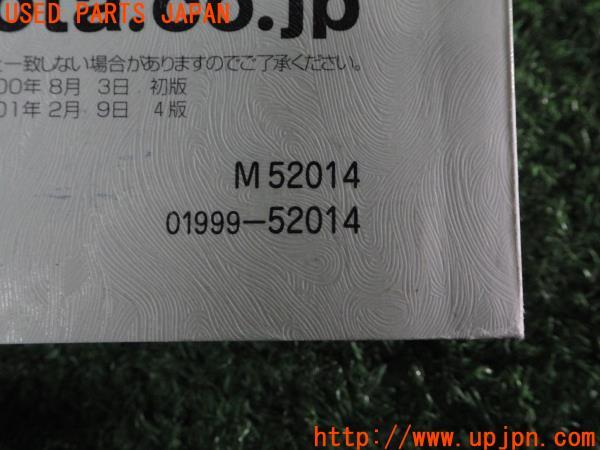 USED PARTS JAPAN
ota.co.jp
と一致しない場合がありますのでご了承ください。
00年 8月 3日 初版
01年 2月 9日 4版
M52014
01999-52014
http://www.upjpn.com/